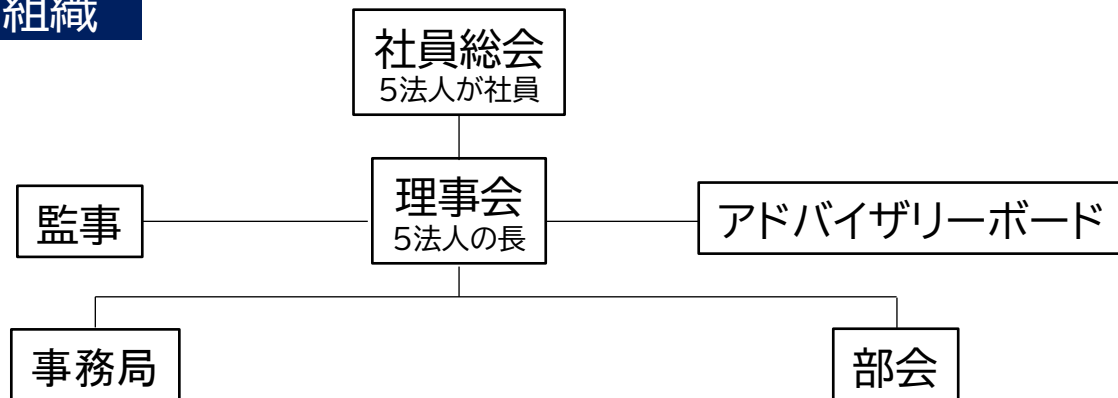 組織
社員総会
5法人が社員
理事会
5法人の長
監事
アドバイザリーボード
事務局
部会